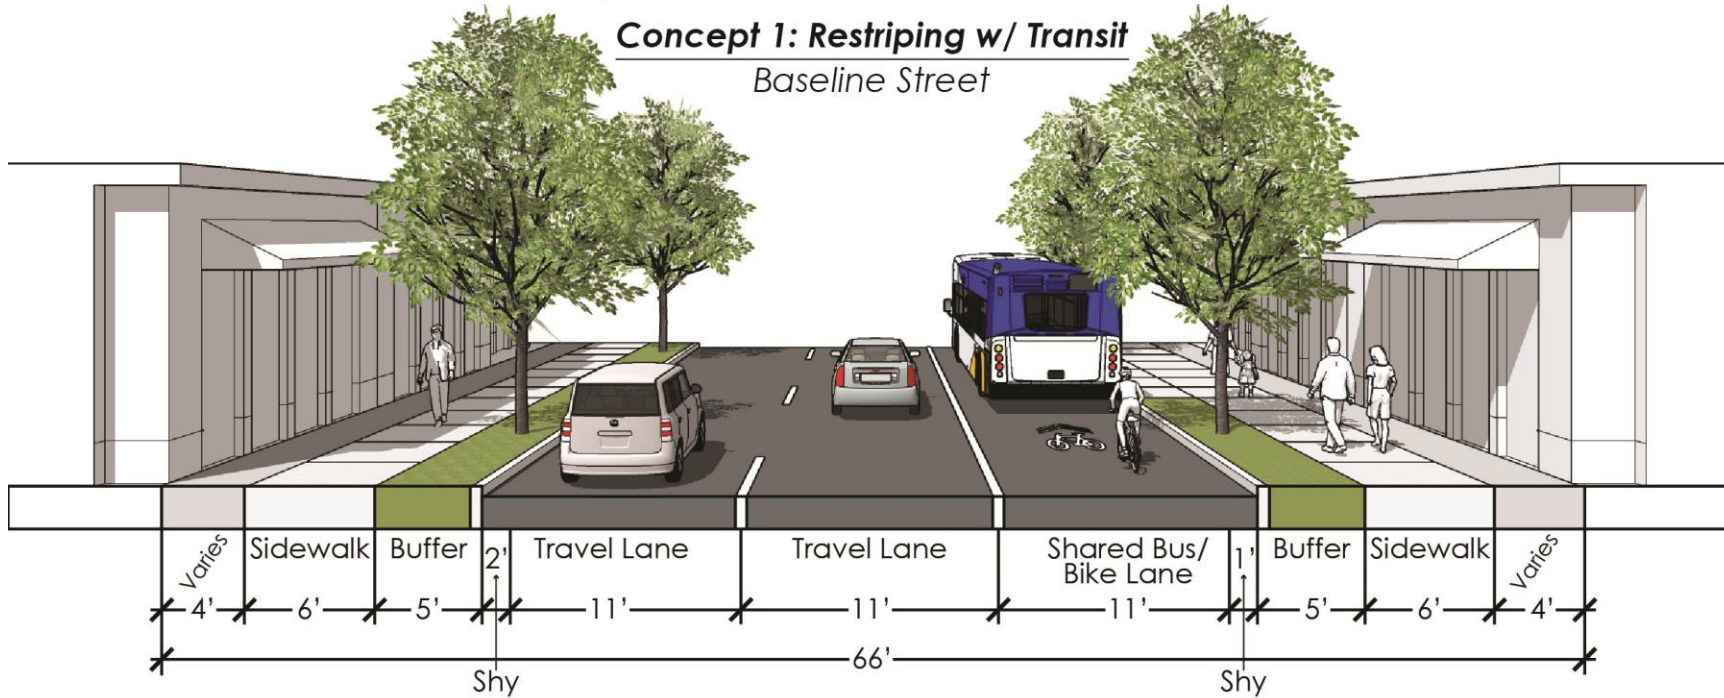 Concept 1: Restriping w/ Transit
Baseline Street
Varies
Sidewalk
Buffer
2’
Travel Lane
Travel Lane
Shared Bus/
Bike Lane
1’
Buffer
Sidewalk
Varies
4’
6’
5’
11’
11’
11’
5’
6’
4’
66’
Shy
Shy